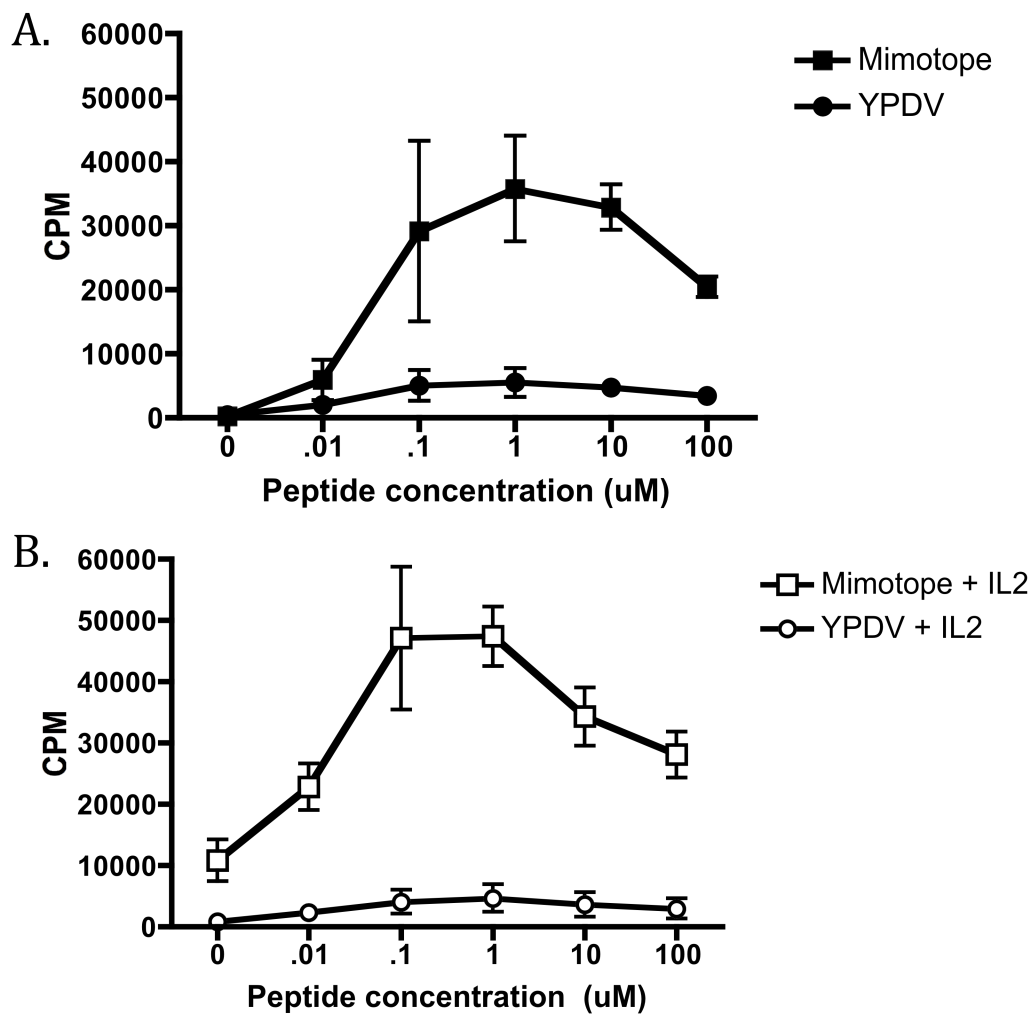 A.
60000
50000
40000
30000
20000
10000
0
CPM
0 .01 .1 1 10 100
Peptide concentration (uM)
Mimotope
YPDV
B.
60000
50000
40000
30000
20000
10000
0
CPM
0 .01 .1 1 10 100
Peptide concentration (uM)
Mimotope + IL2
YPDV + IL2